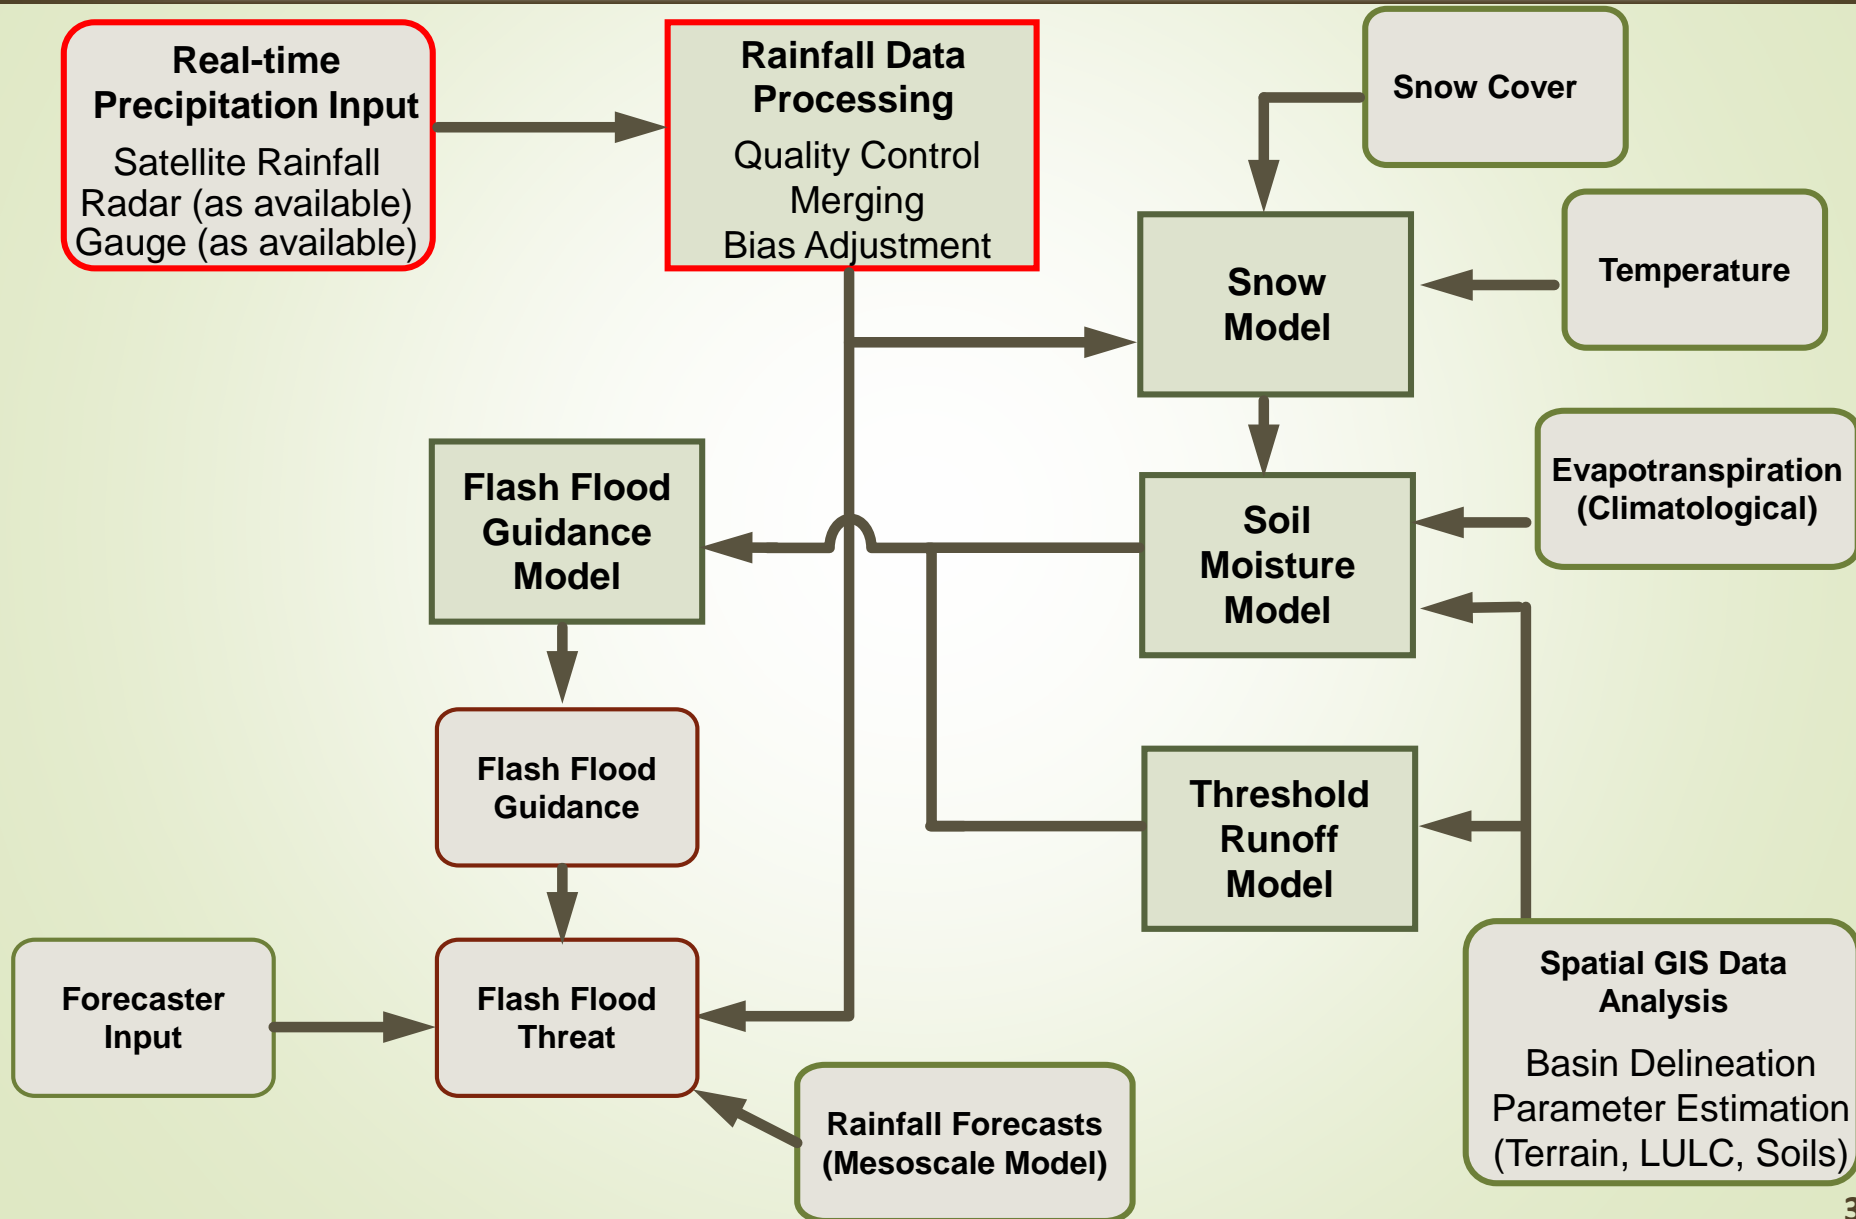 Real-time
Precipitation Input
Satellite Rainfall
Radar (as available)
Gauge (as available)
Rainfall Data
Processing
Quality Control
Merging
Bias Adjustment
Snow Cover
Temperature
Snow
Model
Evapotranspiration
(Climatological)
Flash Flood
Guidance
Model
Soil
Moisture
Model
Flash Flood
Guidance
Threshold
Runoff
Model
Forecaster
Input
Flash Flood
Threat
Rainfall Forecasts
(Mesoscale Model)
Spatial GIS Data
Analysis
Basin Delineation
Parameter Estimation
(Terrain, LULC, Soils)
3